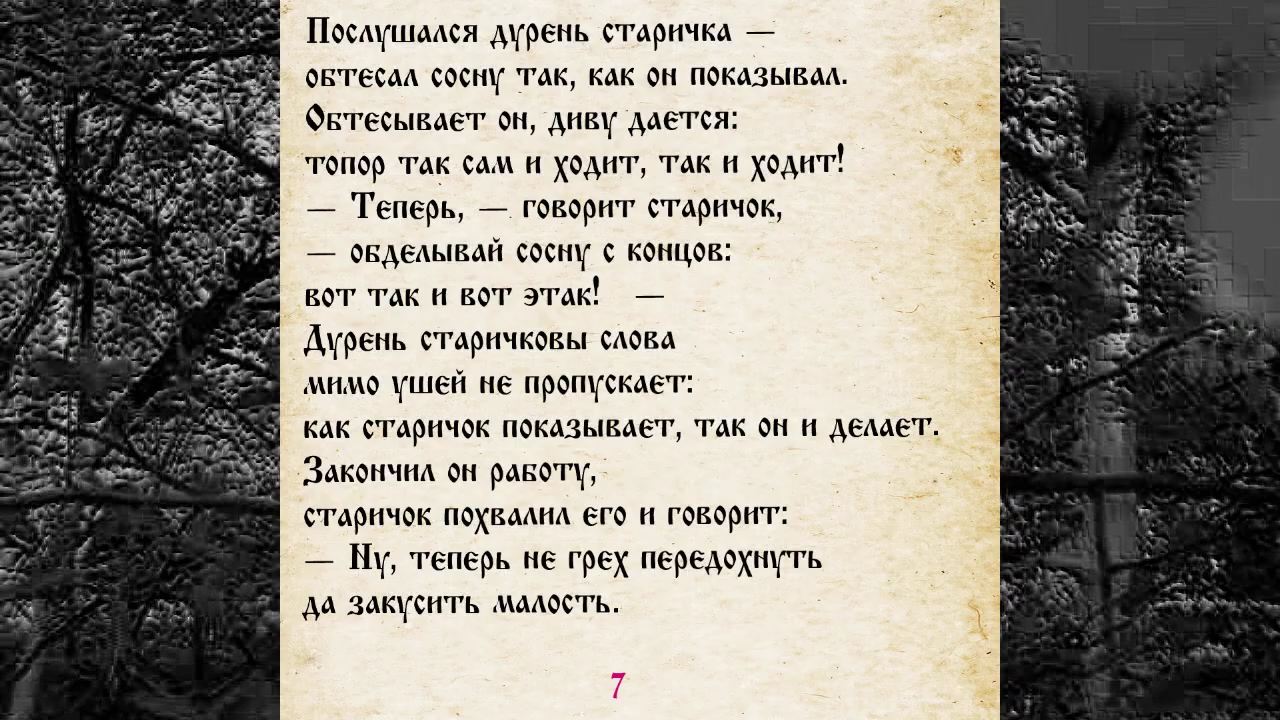 Послушался дурень старичка —
обтесал сосну так, как он показывал.
Обтесывает он, диву дается:
топор так сам и ходит, так и ходит!
— Теперь, — говорит старичок,
— обделывай сосну с концов:
вот так и вот этак! —
Дурень старичковы слова
мимо ушей не пропускает:
как старичок показывает, так он и делает.
Закончил он работу,
старичок похвалил его и говорит:
— Ну, теперь не грех передохнуть
да закусить малость.
7